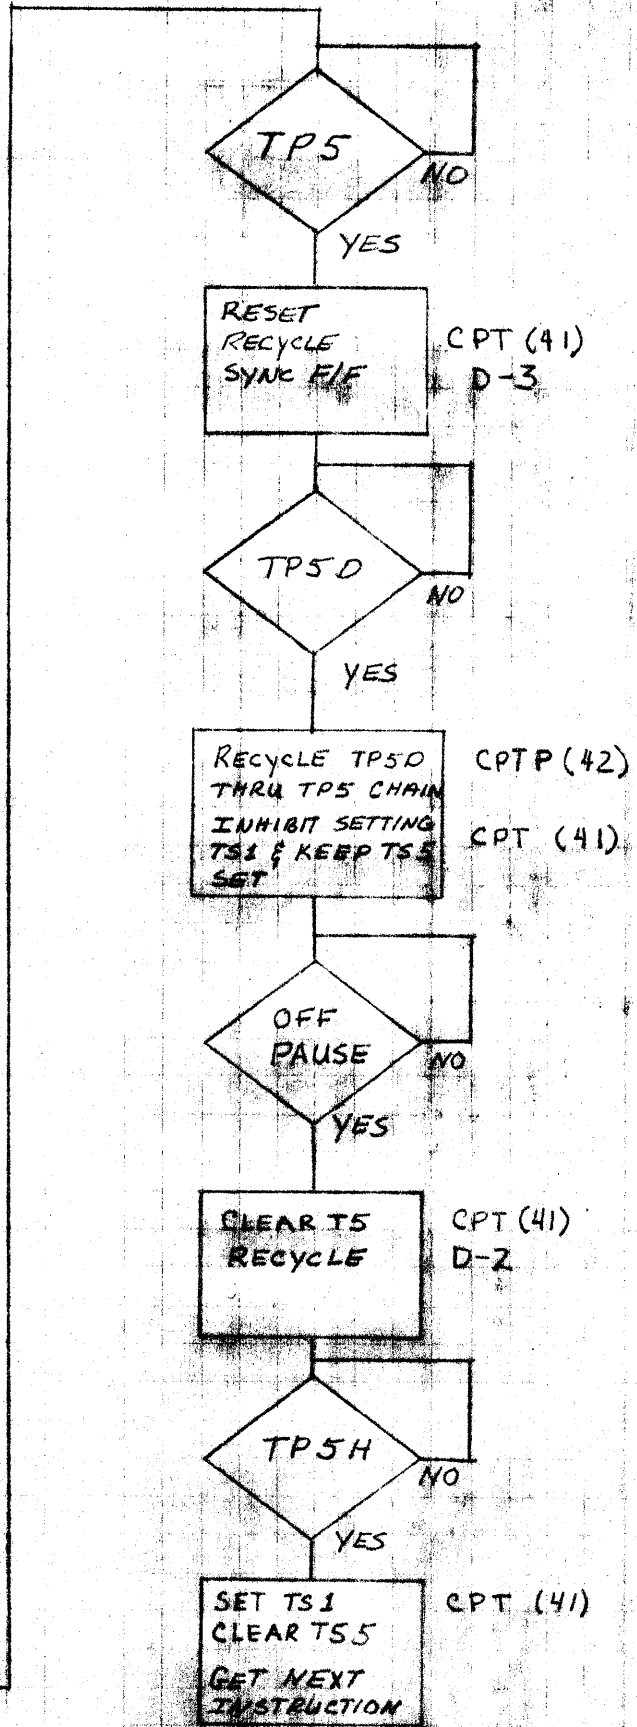 TP5
NO
YES
RESET
RECYCLE
SYNC F/F
CPT (41)
D-3
TP5D
NO
YES
RECYCLE TP5D
THRU TP5 CHAIN
INHIBIT SETTING
TS1 & KEEP TS5
SET
CPTP (42)
CPT (41)
OFF
PAUSE
NO
YES
CLEAR T5
RECYCLE
CPT (41)
D-2
TP5H
NO
YES
SET TS1
CLEAR TS5
GET NEXT
INSTRUCTION
CPT (41)